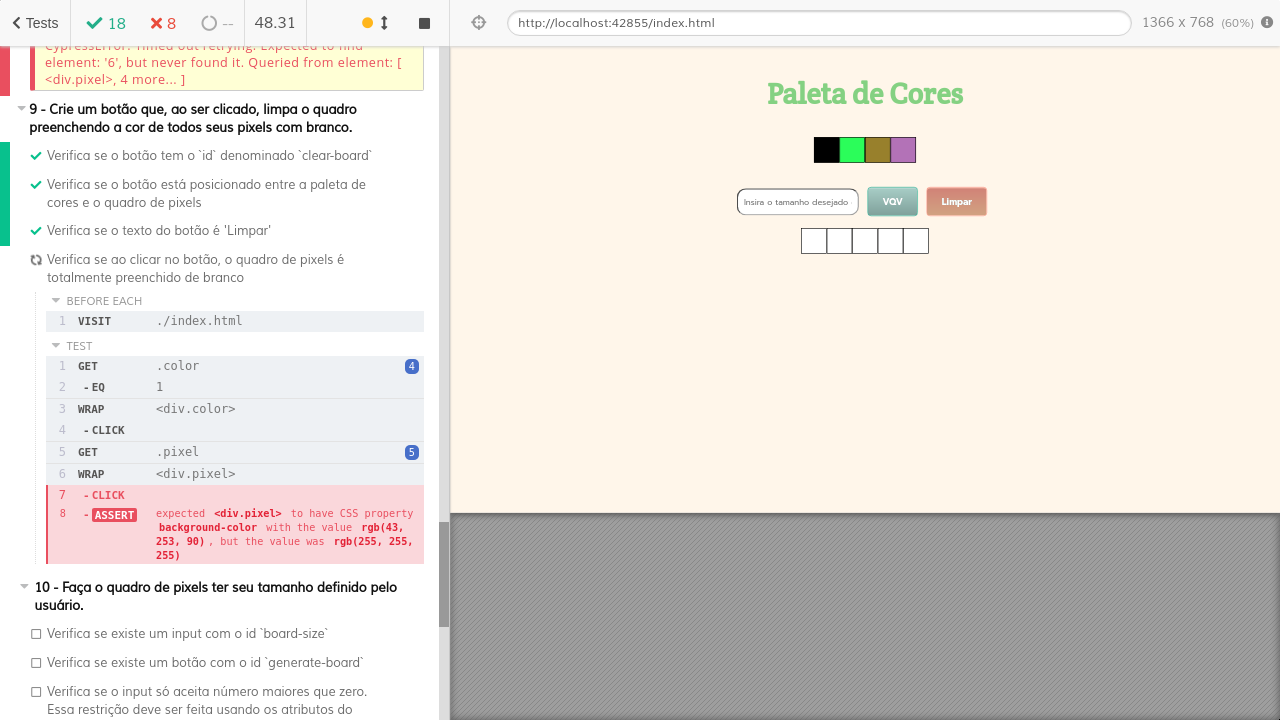 Tests
18
8
--
48.31
http://localhost:42855/index.html
1366 x 768 (60%)
CypressError: Timed out retrying: Expected to find
element: '6', but never found it. Queried from element: [
<div.pixel>, 4 more... ]
9 - Crie um botão que, ao ser clicado, limpa o quadro
preenchendo a cor de todos seus pixels com branco.
Verifica se o botão tem o `id` denominado `clear-board`
Verifica se o botão está posicionado entre a paleta de
cores e o quadro de pixels
Verifica se o texto do botão é 'Limpar'
Verifica se ao clicar no botão, o quadro de pixels é
totalmente preenchido de branco
BEFORE EACH
1 VISIT ./index.html
TEST
1 GET .color 4
2 - EQ 1
3 WRAP <div.color>
4 - CLICK
5 GET .pixel 5
6 WRAP <div.pixel>
7 - CLICK
8 - ASSERT expected <div.pixel> to have CSS property
background-color with the value rgb(43,
253, 90), but the value was rgb(255, 255,
255)
10 - Faça o quadro de pixels ter seu tamanho definido pelo
usuário.
Verifica se existe um input com o id `board-size`
Verifica se existe um botão com o id `generate-board`
Verifica se o input só aceita número maiores que zero.
Essa restrição deve ser feita usando os atributos do
Paleta de Cores
Insira o tamanho desejado
VQV
Limpar